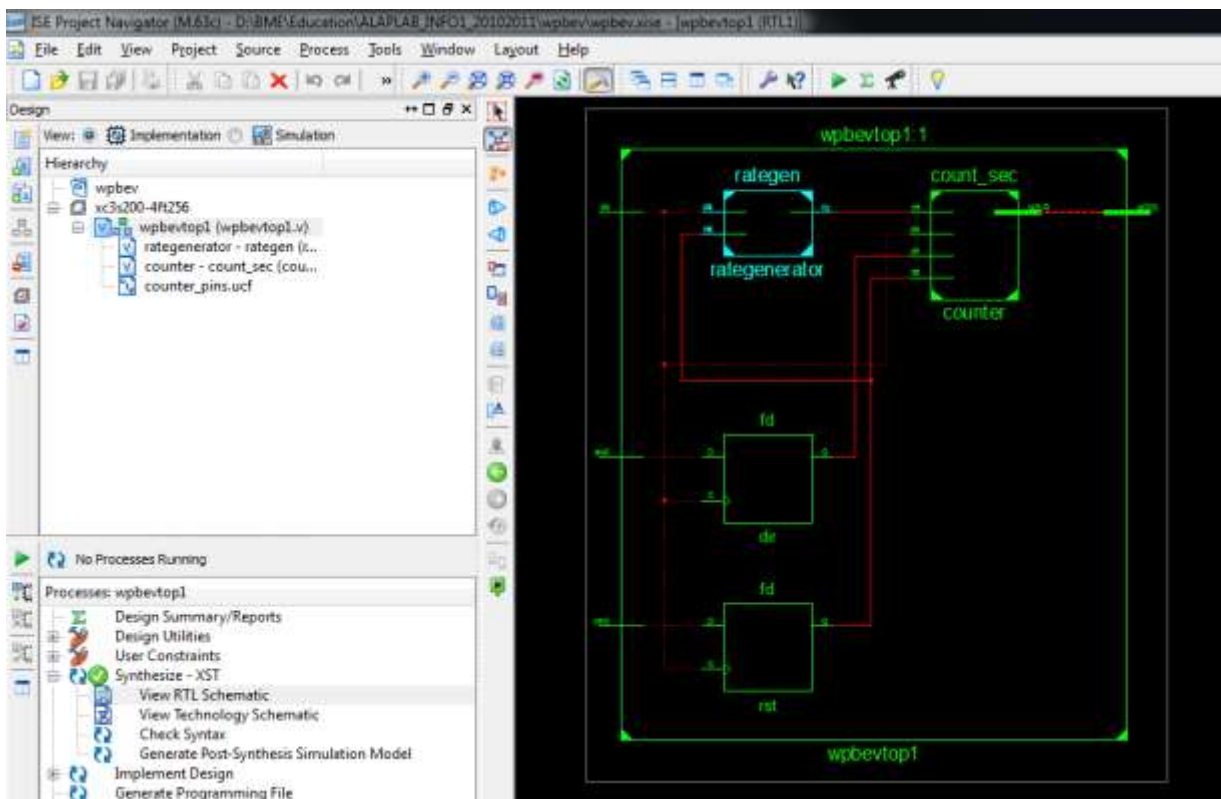 ISE Project Navigator (M.63c) - D:\BME\Education\ALAPLAB_INFO1_20102011\wpbev\wpbev.xise - [wpbevtop1 (RTL1)]
File Edit View Project Source Process Tools Window Layout Help
Design
View: Implementation Simulation
Hierarchy
wpbev
xc3s200-4ft256
wpbevtop1 (wpbevtop1.v)
rategenerator - rategen (r...
counter - count_sec (cou...
counter_pins.ucf
No Processes Running
Processes: wpbevtop1
Design Summary/Reports
Design Utilities
User Constraints
Synthesize - XST
View RTL Schematic
View Technology Schematic
Check Syntax
Generate Post-Synthesis Simulation Model
Implement Design
Generate Programming File
wpbevtop1:1
rategen
count_sec
rategenerator
counter
fd
D
Q
dir
fd
D
Q
rst
wpbevtop1